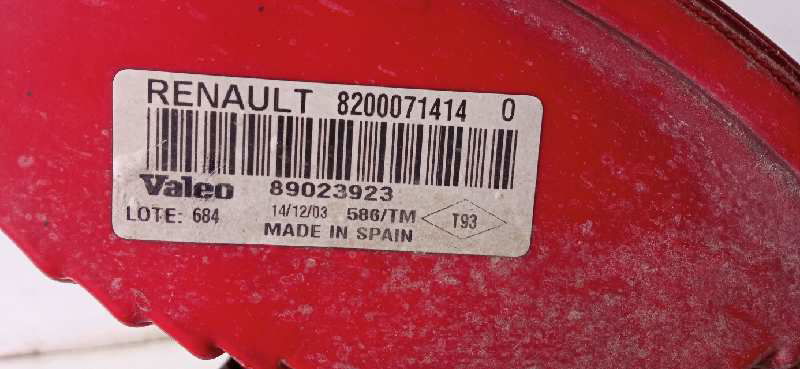 RENAULT 8200071414 0
Valeo 89023923
LOTE: 684 14/12/03 586/TM T93
MADE IN SPAIN